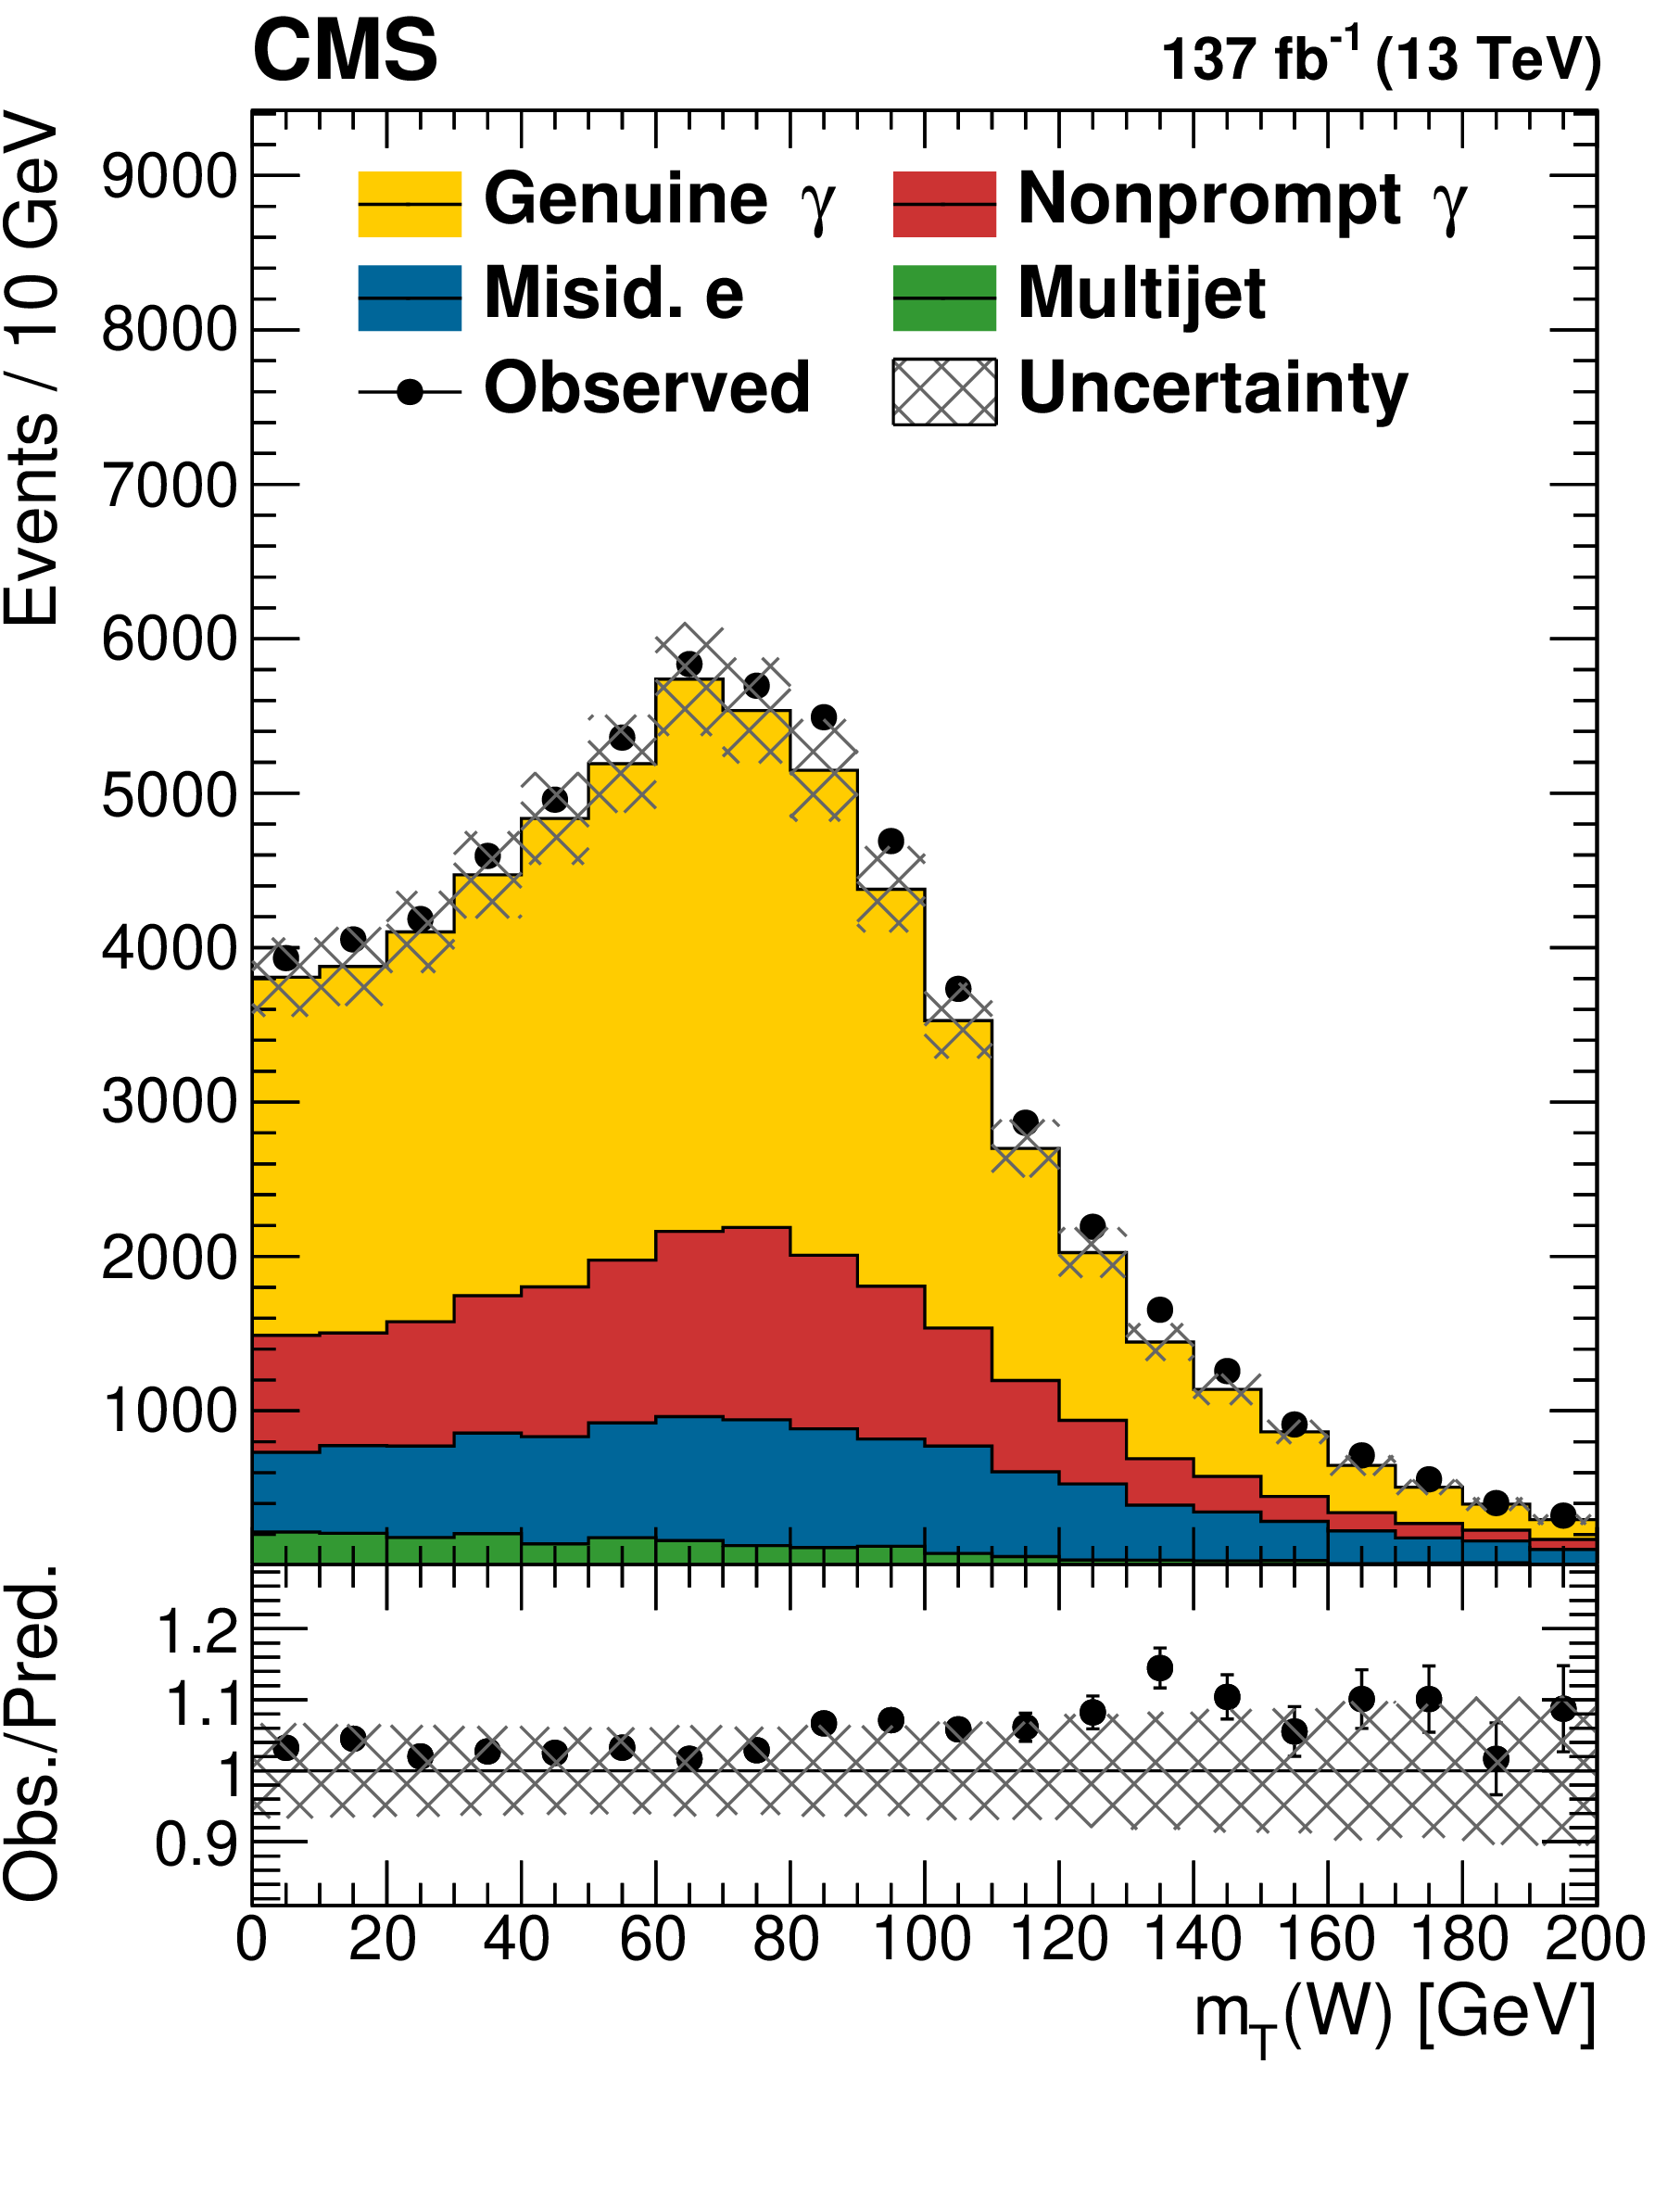 CMS
137 fb-1 (13 TeV)
Events / 10 GeV
9000
8000
7000
6000
5000
4000
3000
2000
1000
Genuine γ
Nonprompt γ
Misid. e
Multijet
Observed
Uncertainty
Obs./Pred.
1.2
1.1
1
0.9
0 20 40 60 80 100 120 140 160 180 200
mT(W) [GeV]